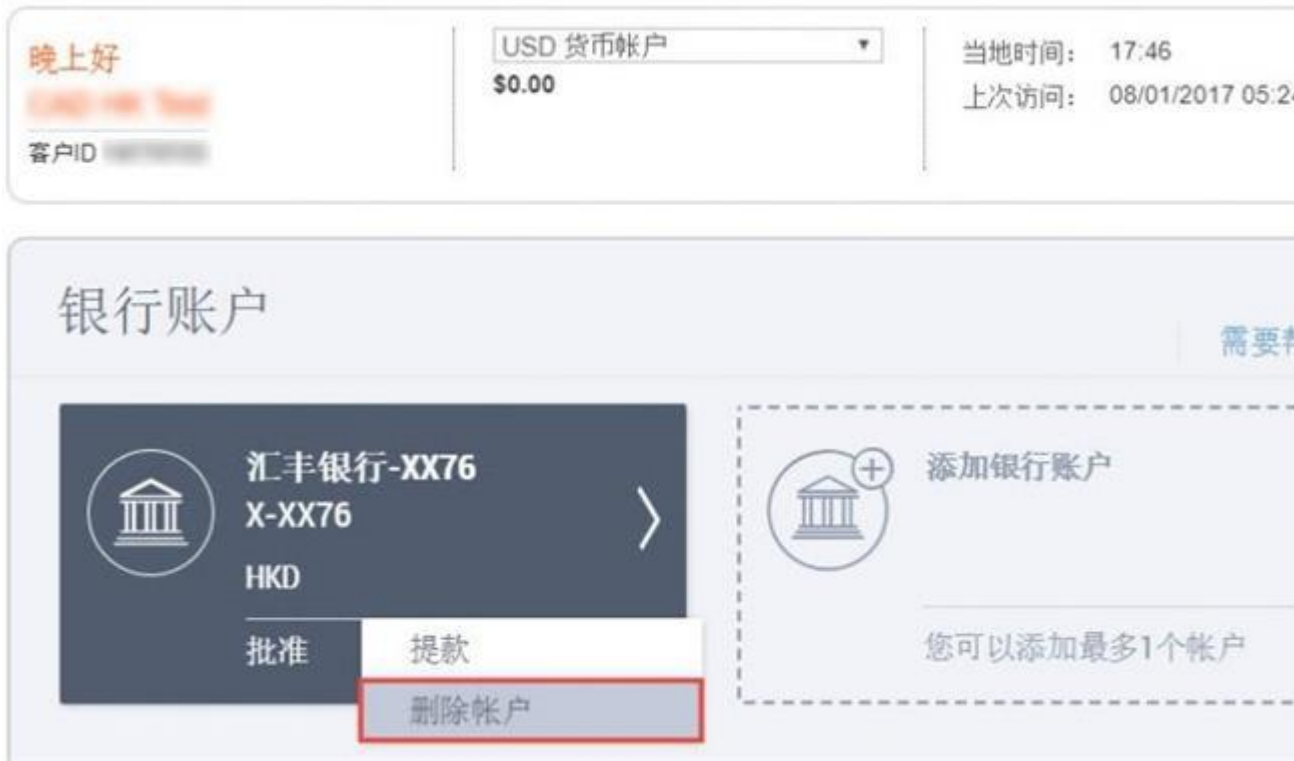 晚上好
客户ID
USD 货币帐户
$0.00
当地时间： 17:46
上次访问： 08/01/2017 05:24
银行账户
需要帮
汇丰银行-XX76
X-XX76
HKD
批准
提款
删除帐户
添加银行账户
您可以添加最多1个帐户